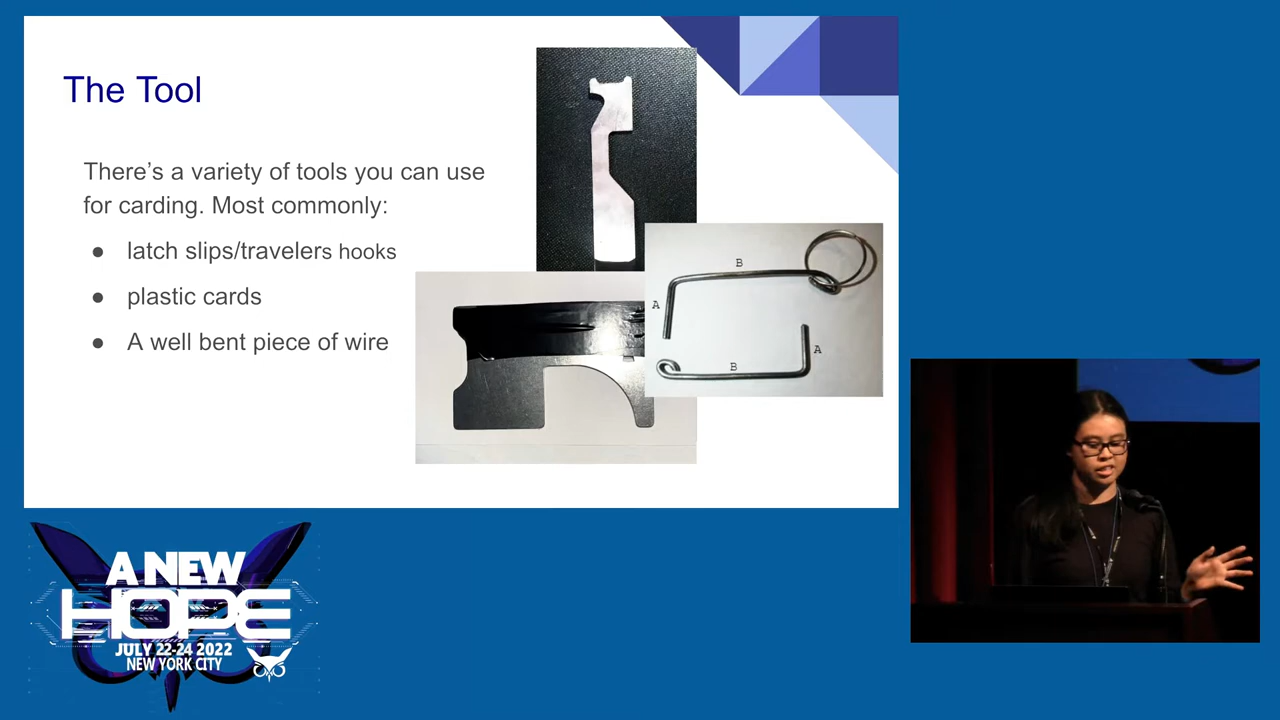 The Tool
There’s a variety of tools you can use
for carding. Most commonly:
● latch slips/travelers hooks
● plastic cards
● A well bent piece of wire
B
A
A
B
A NEW
HOPE
JULY 22-24 2022
NEW YORK CITY